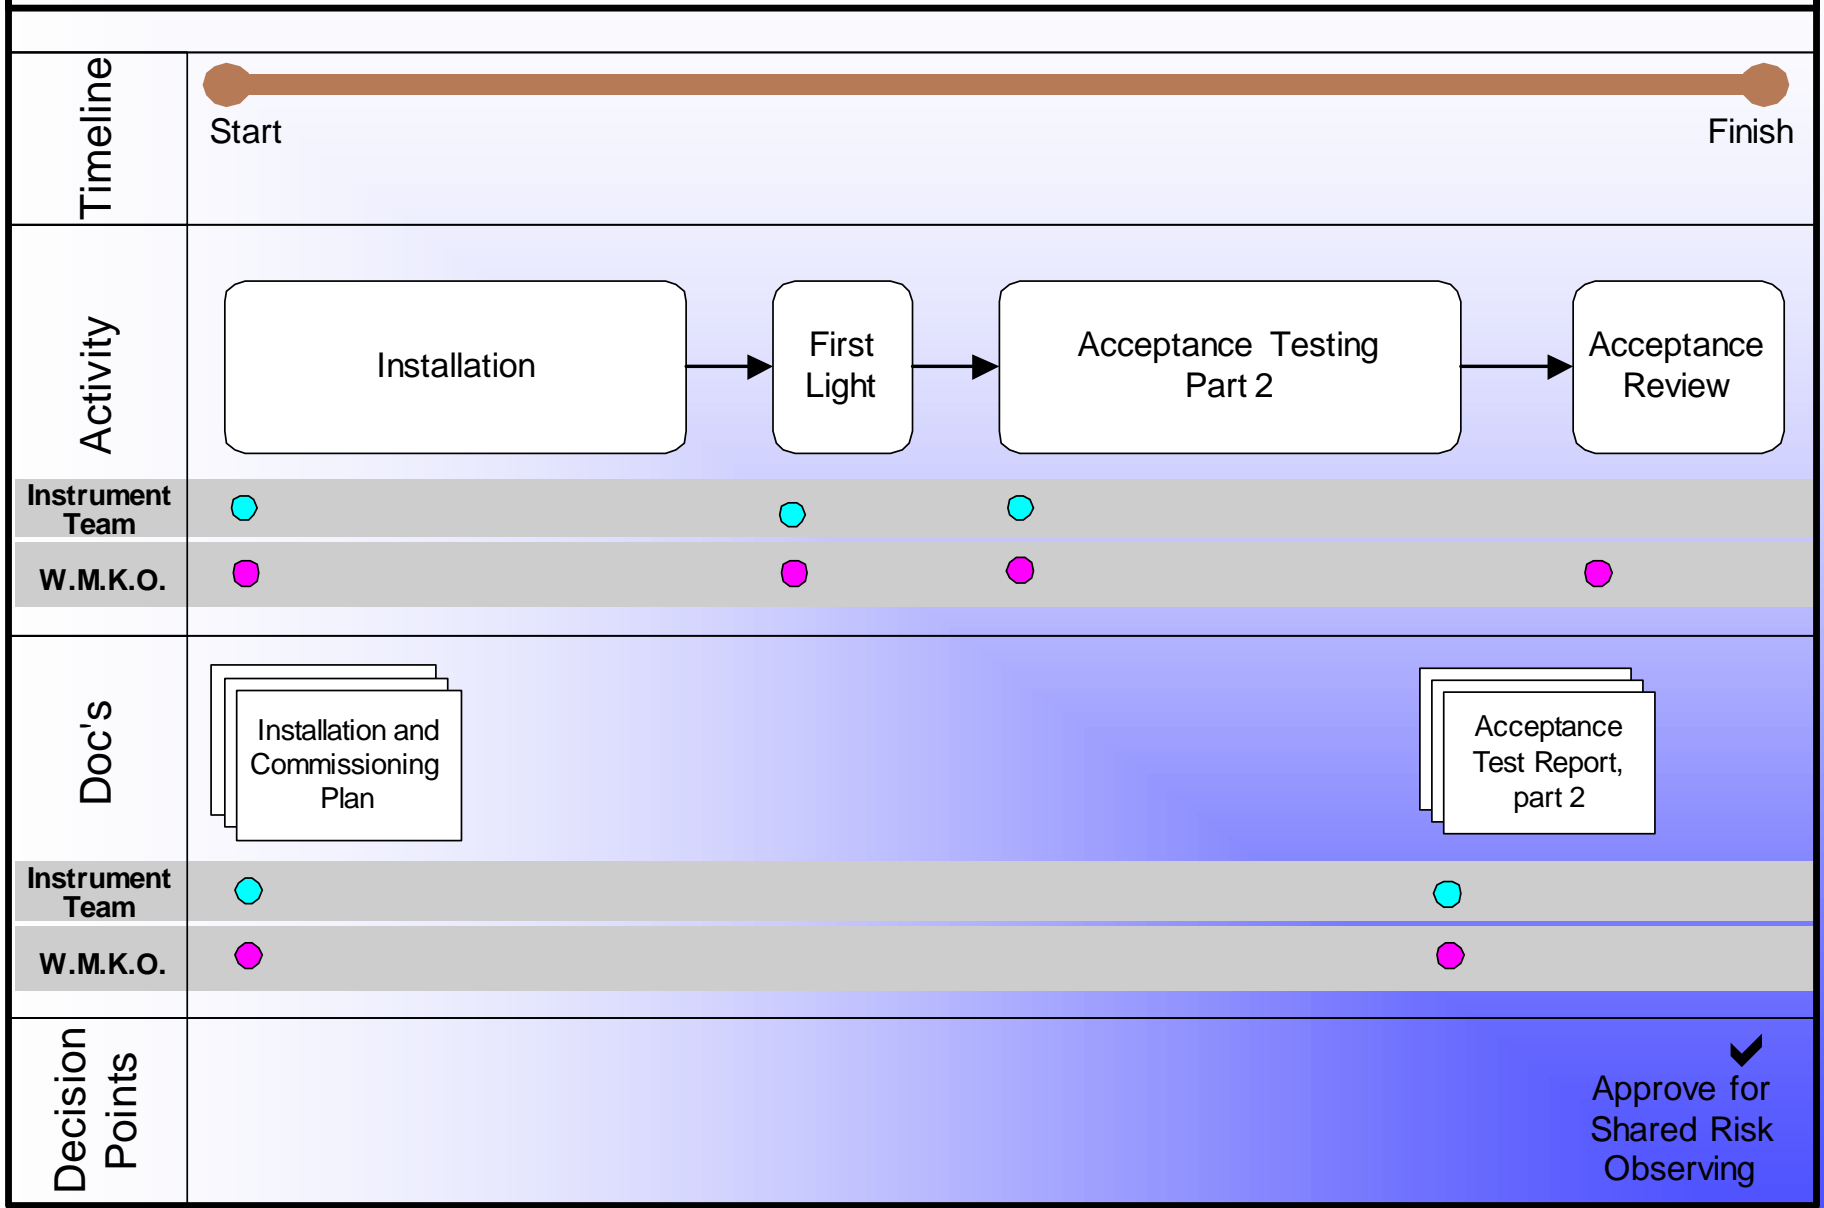 Timeline
Start
Finish
Activity
Installation
First
Light
Acceptance Testing
Part 2
Acceptance
Review
Instrument
Team
W.M.K.O.
Doc's
Installation and
Commissioning
Plan
Acceptance
Test Report,
part 2
Instrument
Team
W.M.K.O.
Decision
Points
Approve for
Shared Risk
Observing